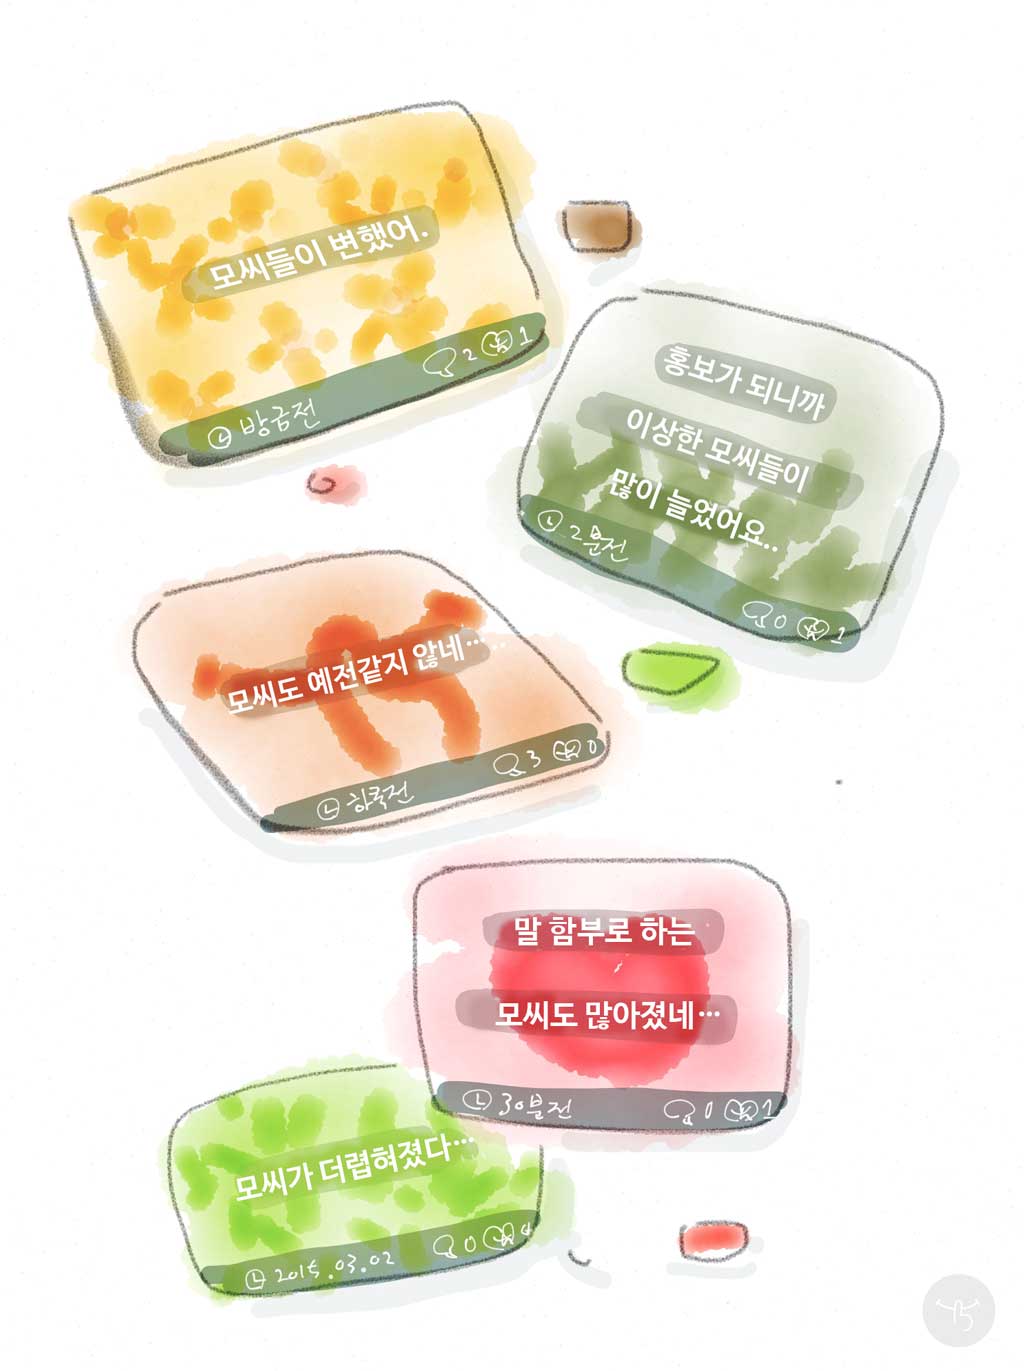 모씨들이 변했어.
방금전 2 1
홍보가 되니까
이상한 모씨들이
많이 늘었어요..
2분전 0 1
모씨도 예전같지 않네…..
하루전 3 0
말 함부로 하는
모씨도 많아졌네…
30분전 0 1
모씨가 더렵혀졌다…
2015.03.02 0 4